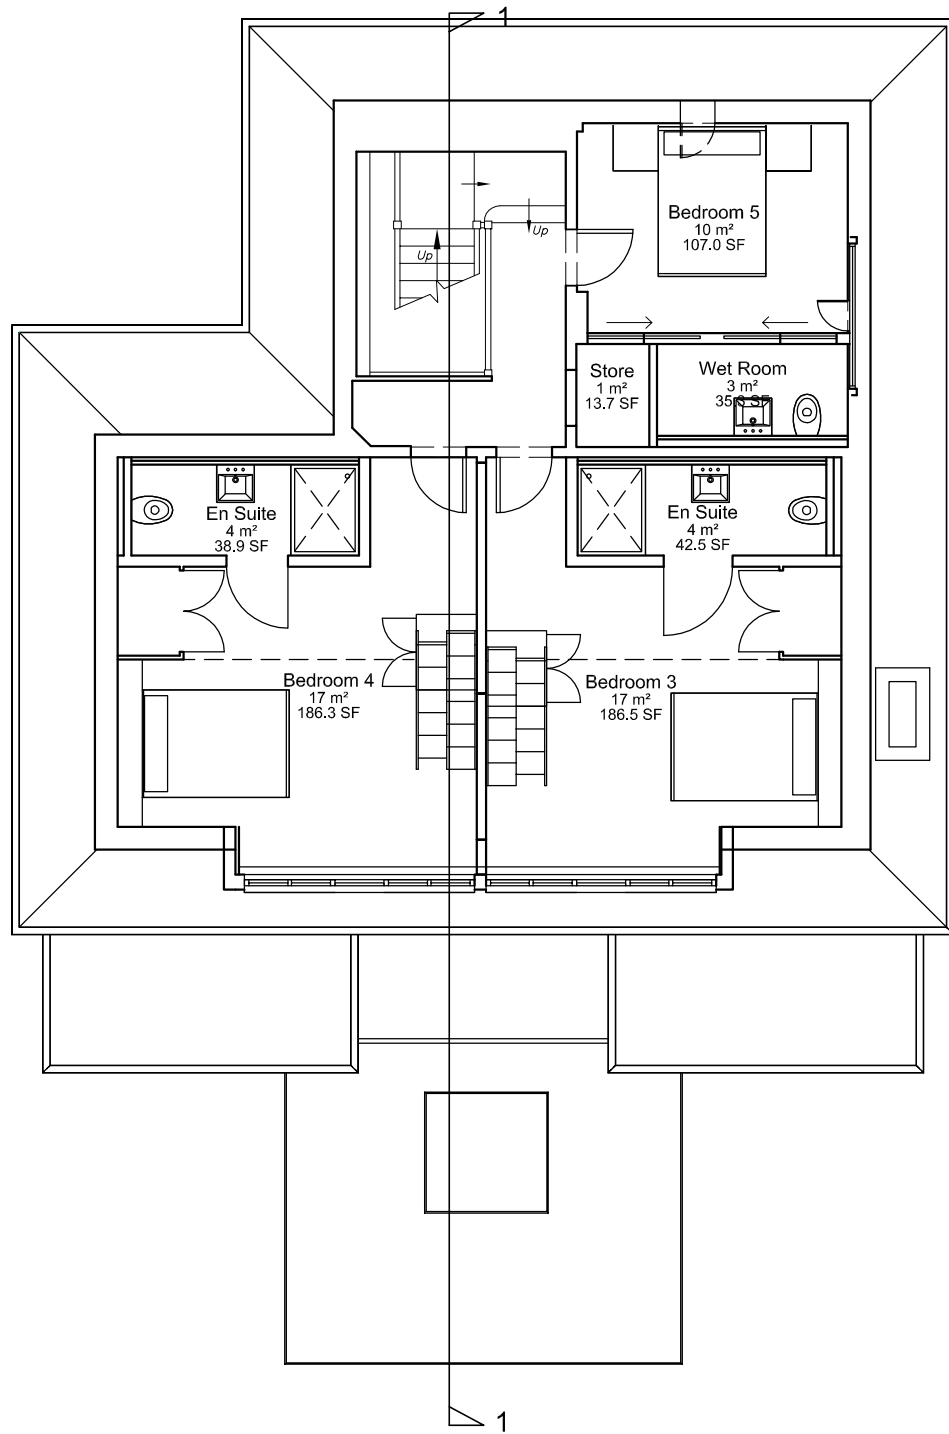 1
Bedroom 5
10 m²
107.0 SF
Up
Up
Store
1 m²
13.7 SF
Wet Room
3 m²
En Suite
4 m²
38.9 SF
En Suite
4 m²
42.5 SF
Bedroom 4
17 m²
186.3 SF
Bedroom 3
17 m²
186.5 SF
1